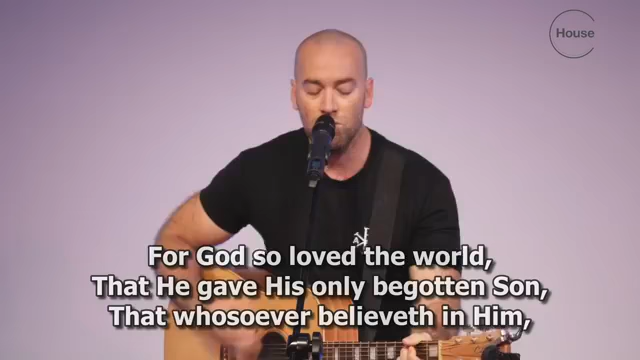 House
For God so loved the world,
That He gave His only begotten Son,
That whosoever believeth in Him,